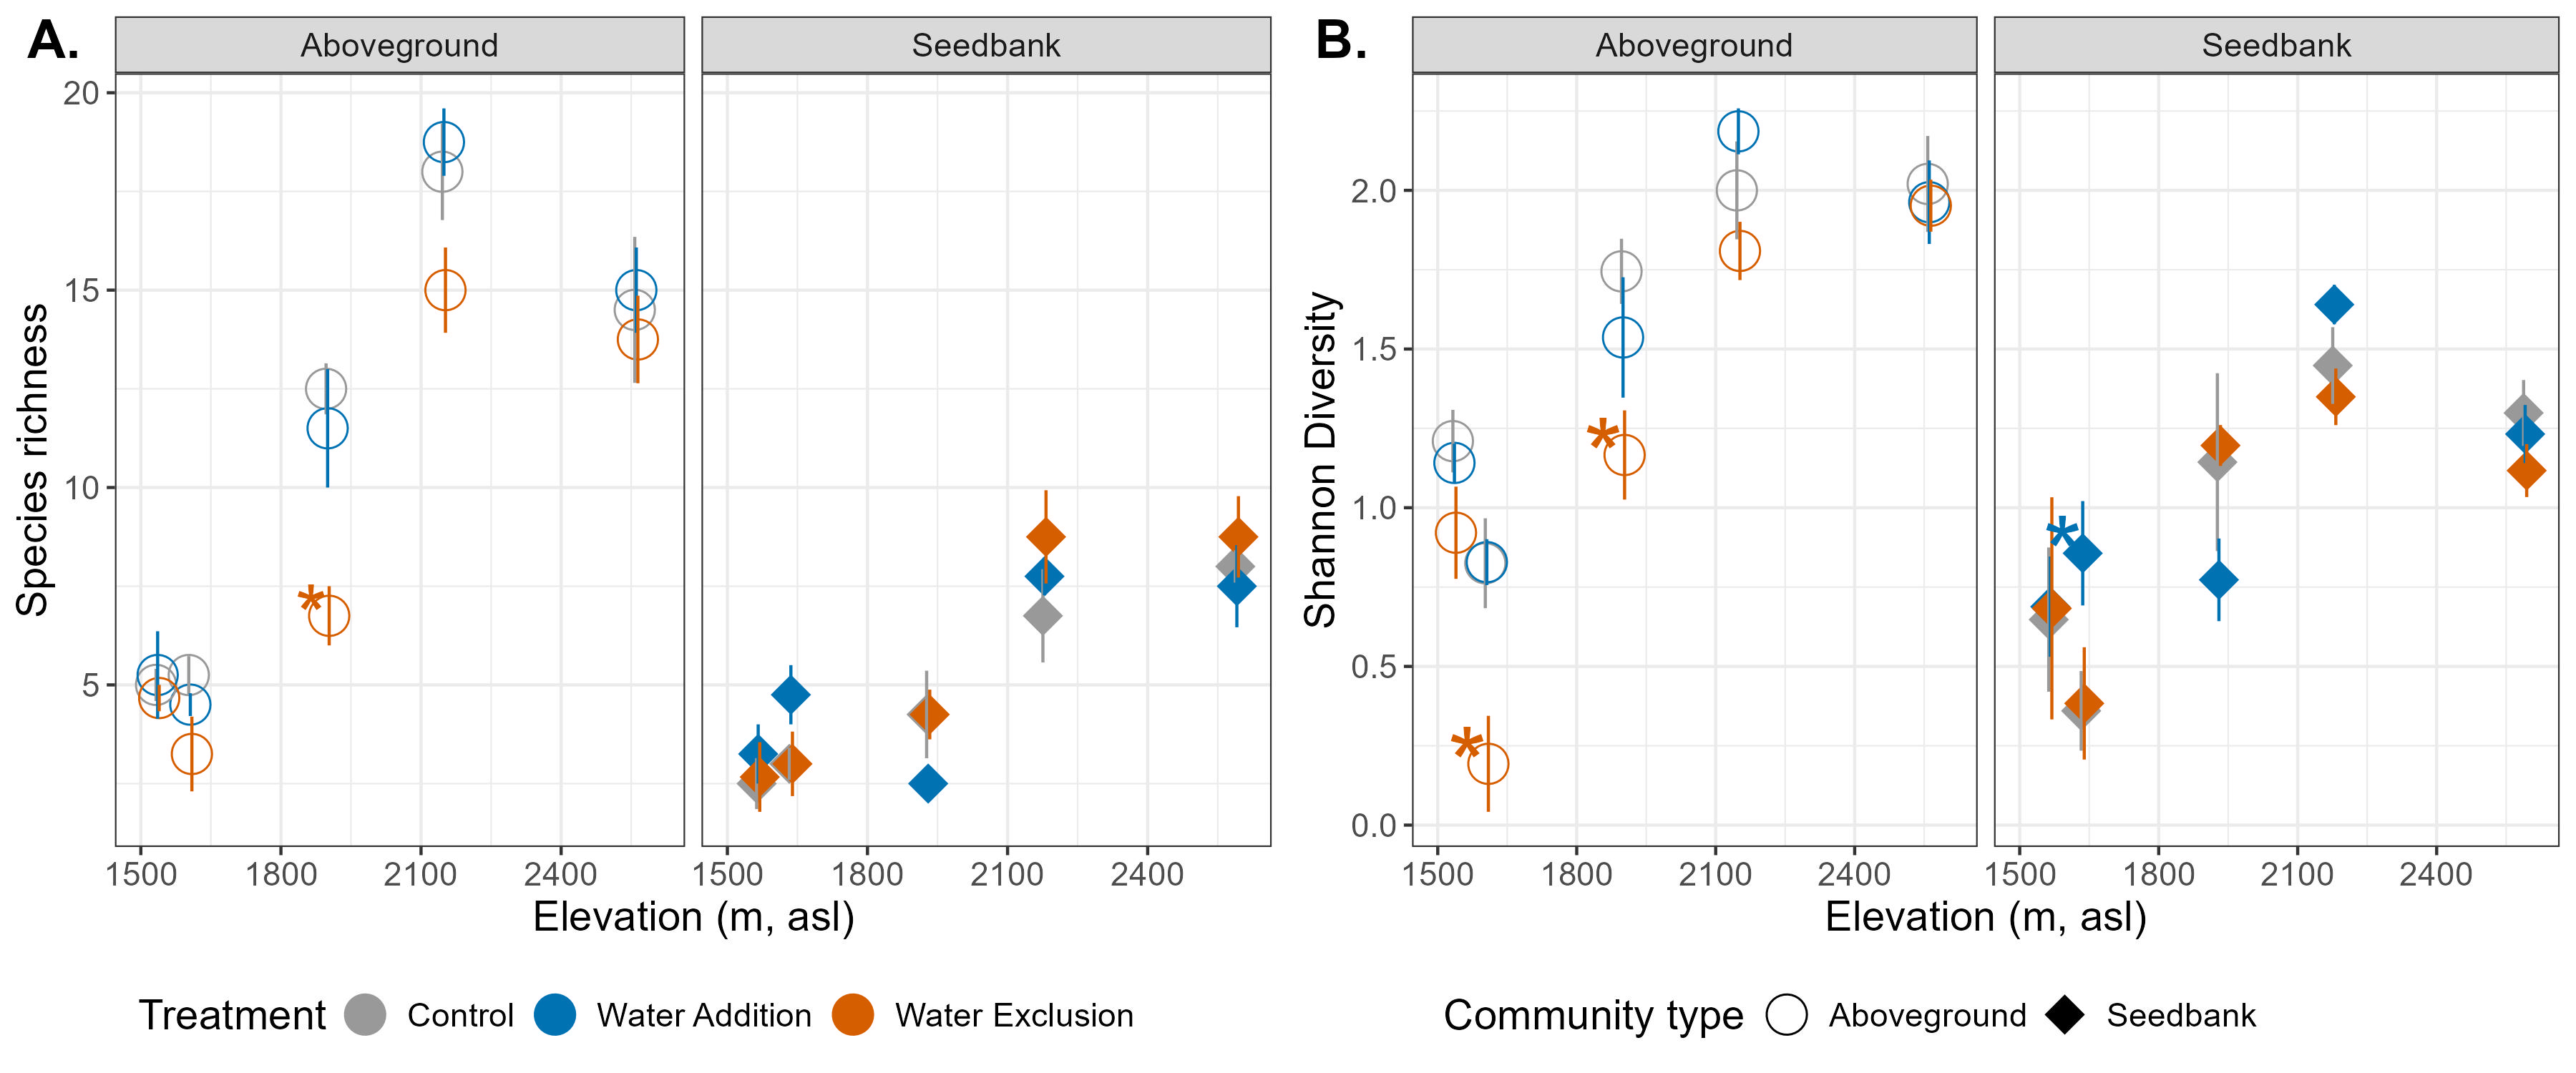 A.
Aboveground
Seedbank
Species richness
20
15
10
5
*
1500 1800 2100 2400
1500 1800 2100 2400
Elevation (m, asl)
B.
Aboveground
Seedbank
Shannon Diversity
2.0
1.5
1.0
0.5
0.0
*
*
*
1500 1800 2100 2400
1500 1800 2100 2400
Elevation (m, asl)
Treatment Control Water Addition Water Exclusion
Community type Aboveground Seedbank